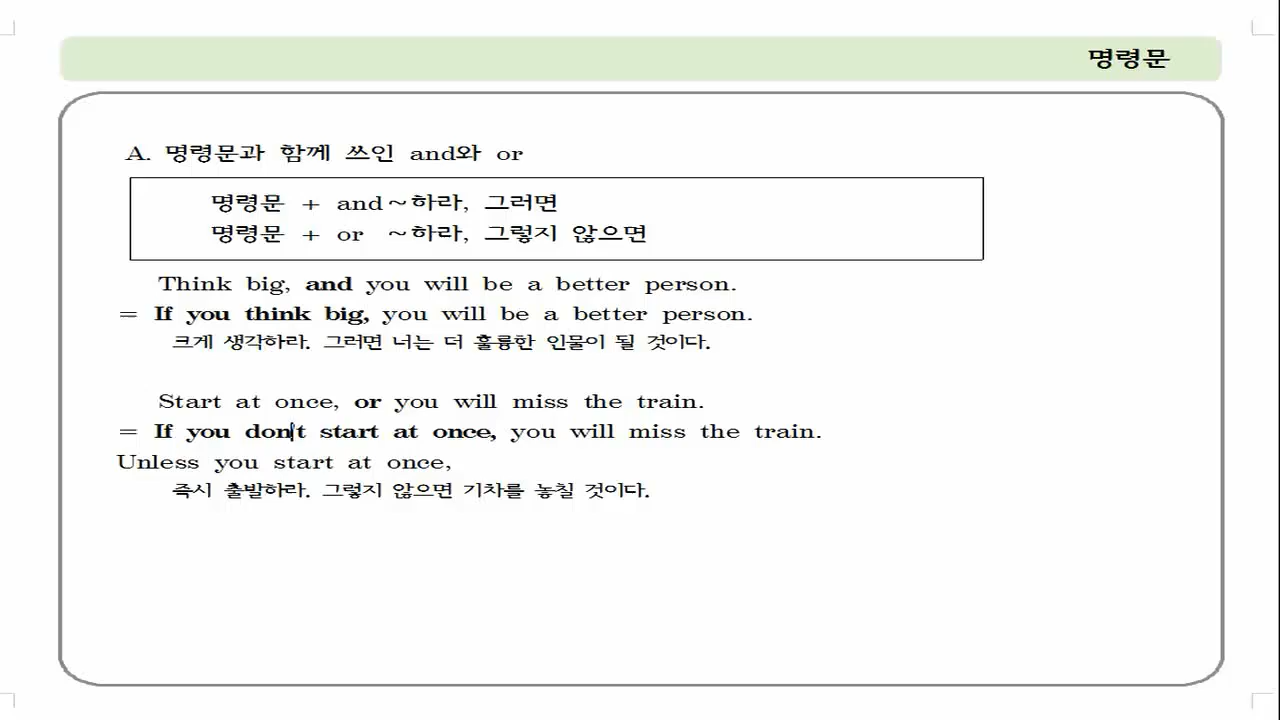 명령문
A. 명령문과 함께 쓰인 and와 or
명령문 + and ~하라, 그러면
명령문 + or ~하라, 그렇지 않으면
Think big, and you will be a better person.
= If you think big, you will be a better person.
크게 생각하라. 그러면 너는 더 훌륭한 인물이 될 것이다.
Start at once, or you will miss the train.
= If you don't start at once, you will miss the train.
Unless you start at once,
즉시 출발하라. 그렇지 않으면 기차를 놓칠 것이다.